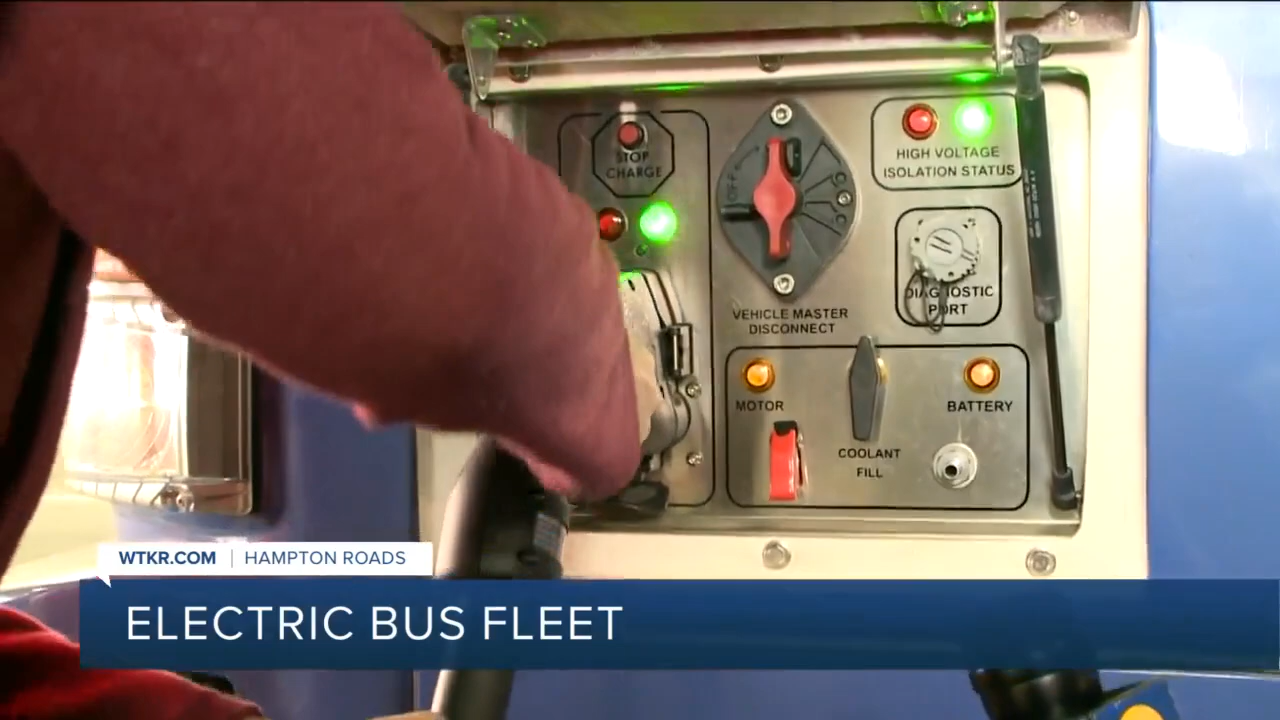 STOP
CHARGE
OFF
VEHICLE MASTER
DISCONNECT
HIGH VOLTAGE
ISOLATION STATUS
DIAGNOSTIC
PORT
MOTOR
BATTERY
COOLANT
FILL
WTKR.COM | HAMPTON ROADS
ELECTRIC BUS FLEET